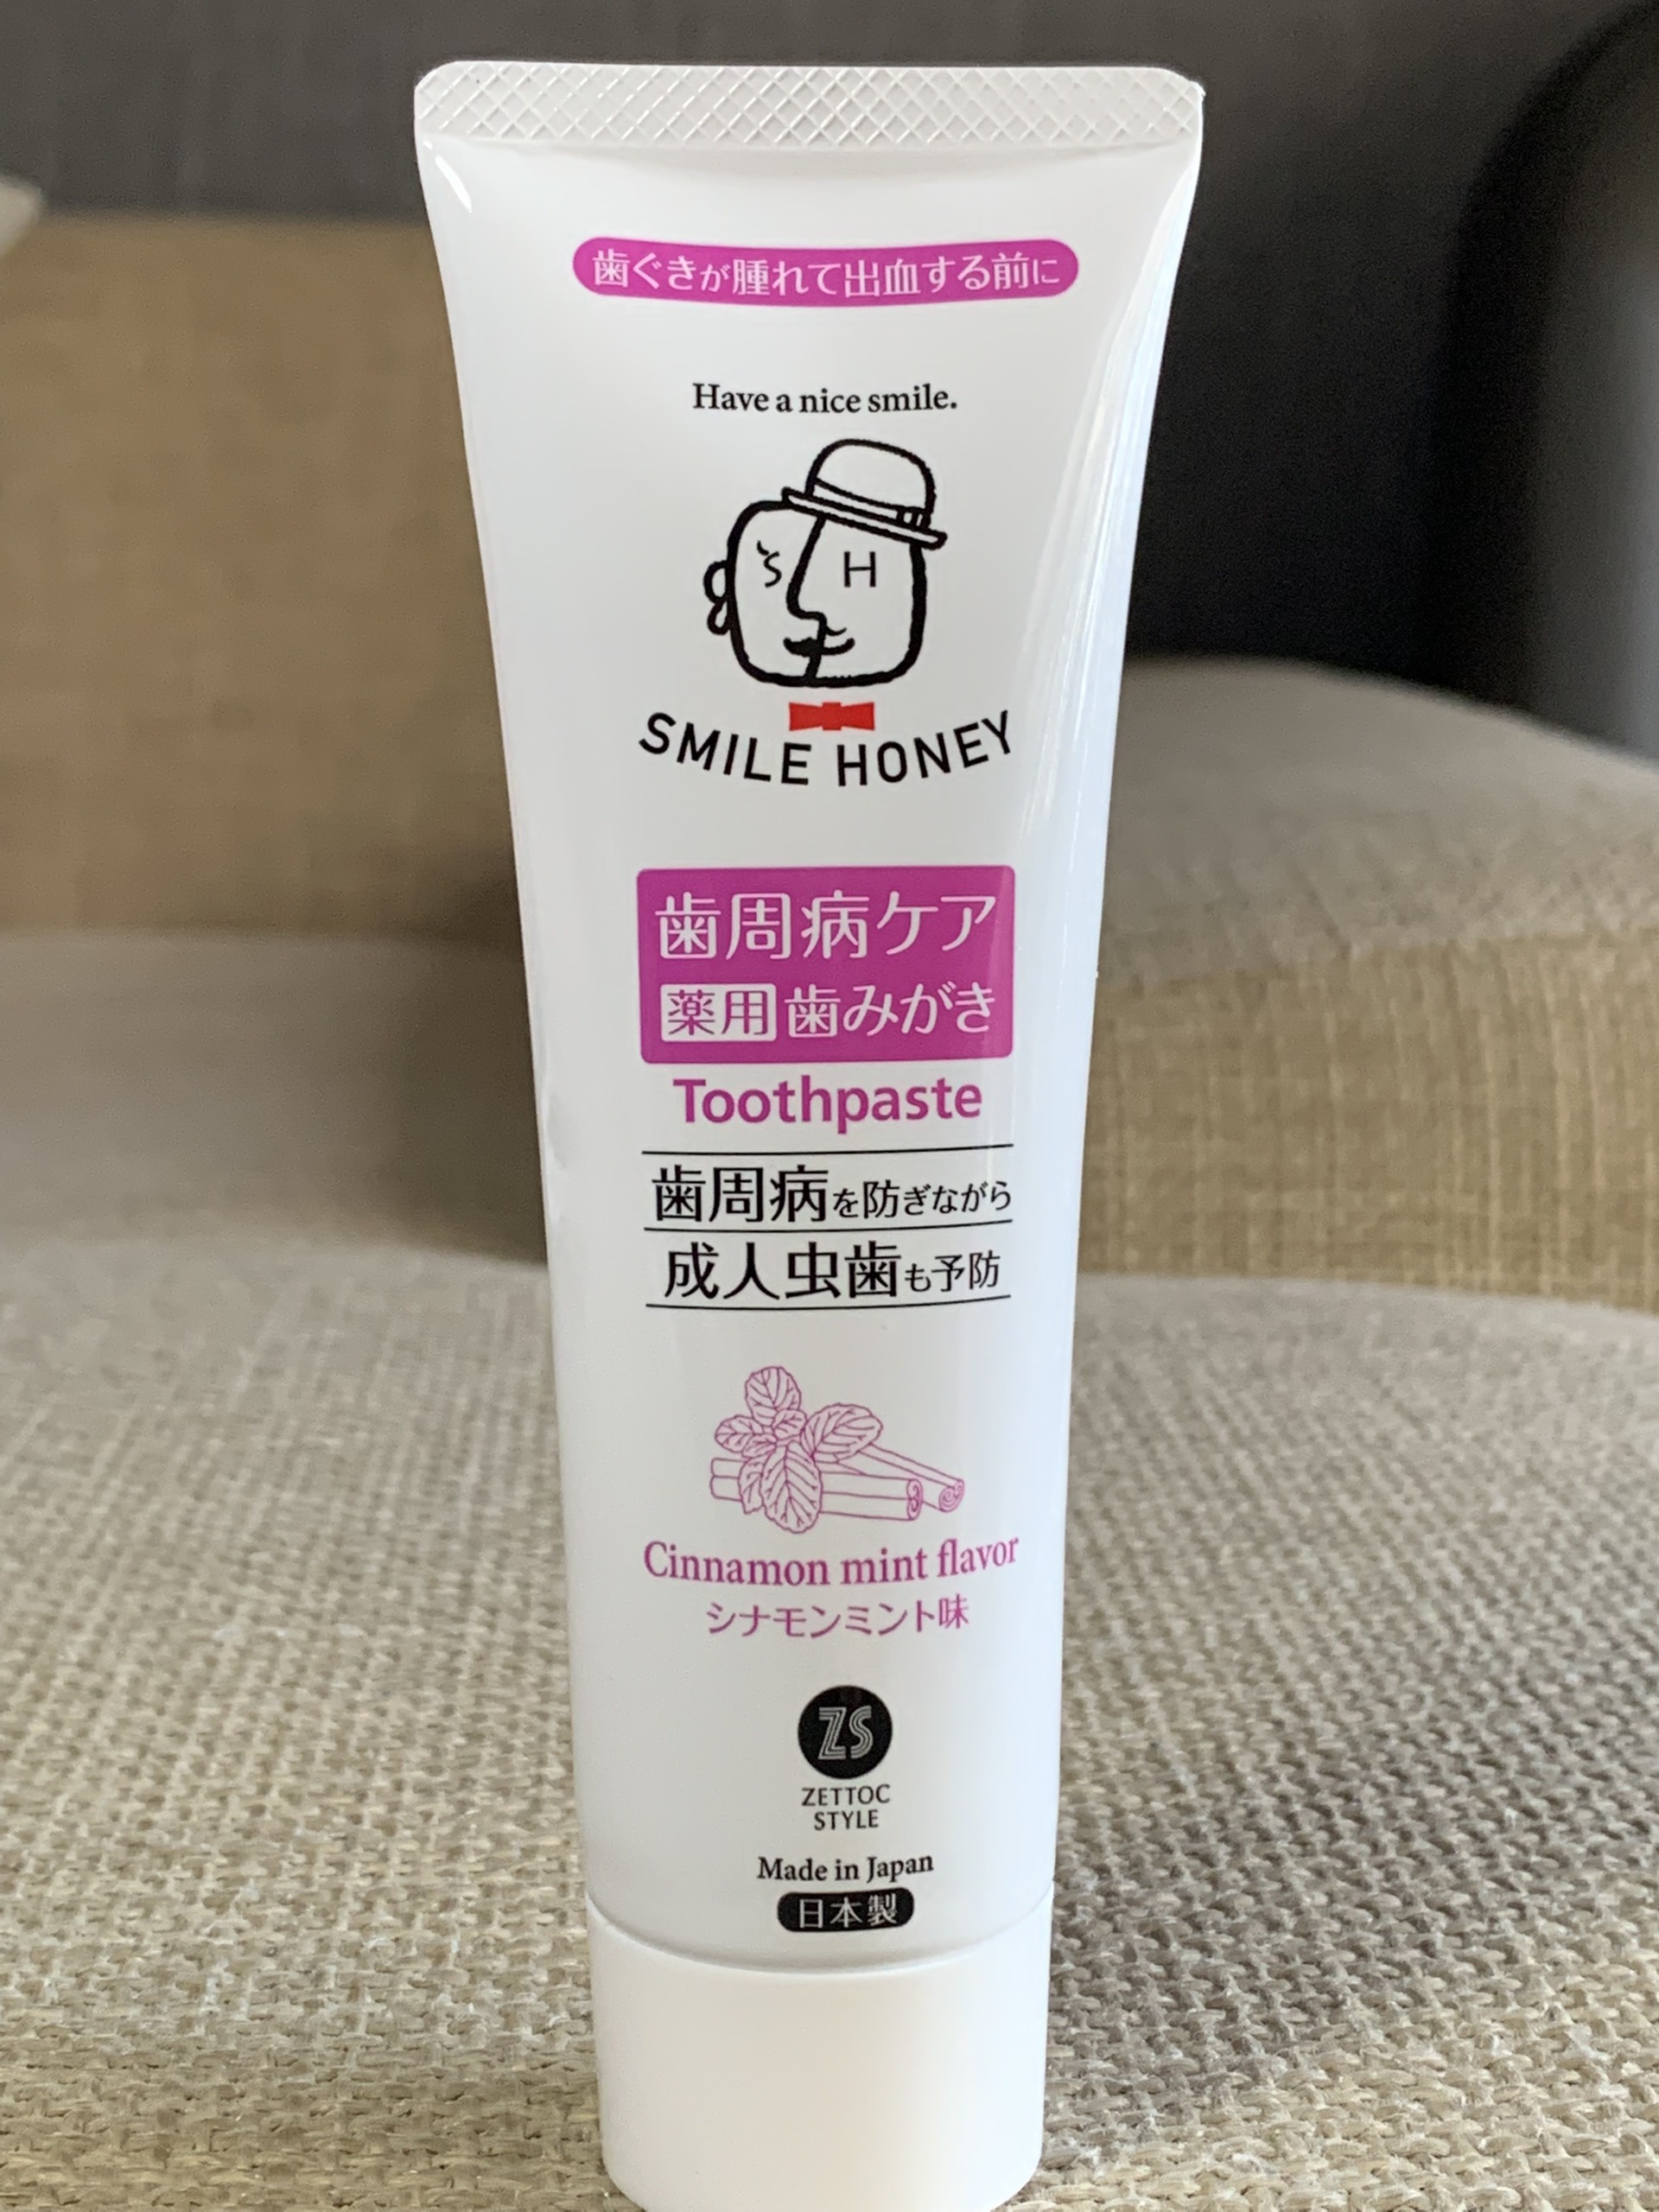 歯ぐきが腫れて出血する前に
Have a nice smile.
S H
SMILE HONEY
歯周病ケア
薬用歯みがき
Toothpaste
歯周病を防ぎながら
成人虫歯も予防
Cinnamon mint flavor
シナモンミント味
ZS
ZETTOC
STYLE
Made in Japan
日本製